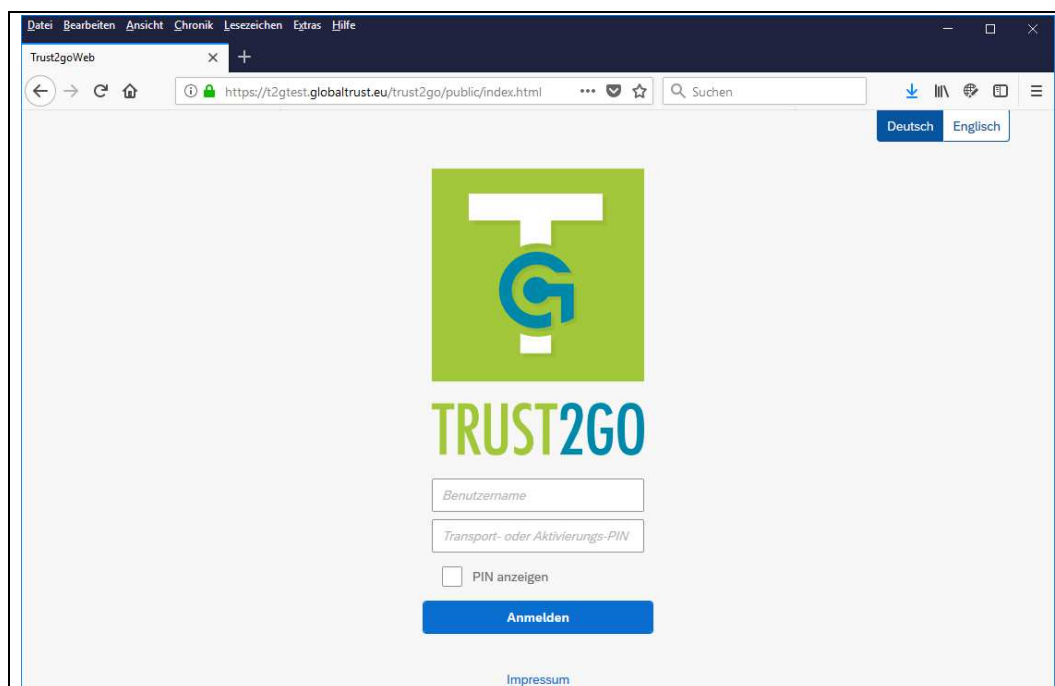 Datei Bearbeiten Ansicht Chronik Lesezeichen Extras Hilfe
Trust2goWeb
https://t2gtest.globaltrust.eu/trust2go/public/index.html
Suchen
Deutsch Englisch
TG
TRUST2GO
Benutzername
Transport- oder Aktivierungs-PIN
PIN anzeigen
Anmelden
Impressum